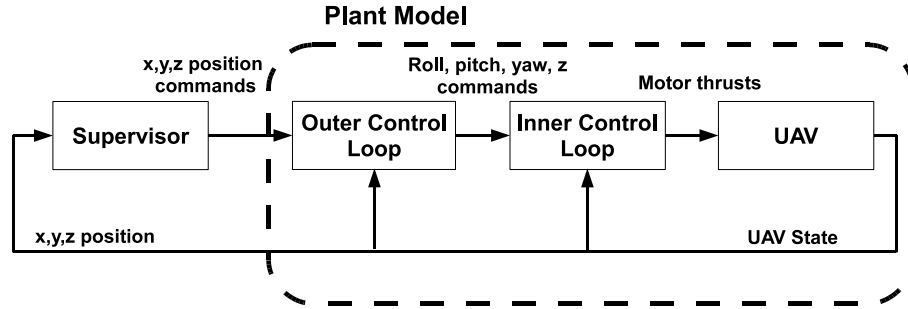 Plant Model
x,y,z position
commands
Roll, pitch, yaw, z
commands
Motor thrusts
Supervisor
Outer Control
Loop
Inner Control
Loop
UAV
x,y,z position
UAV State